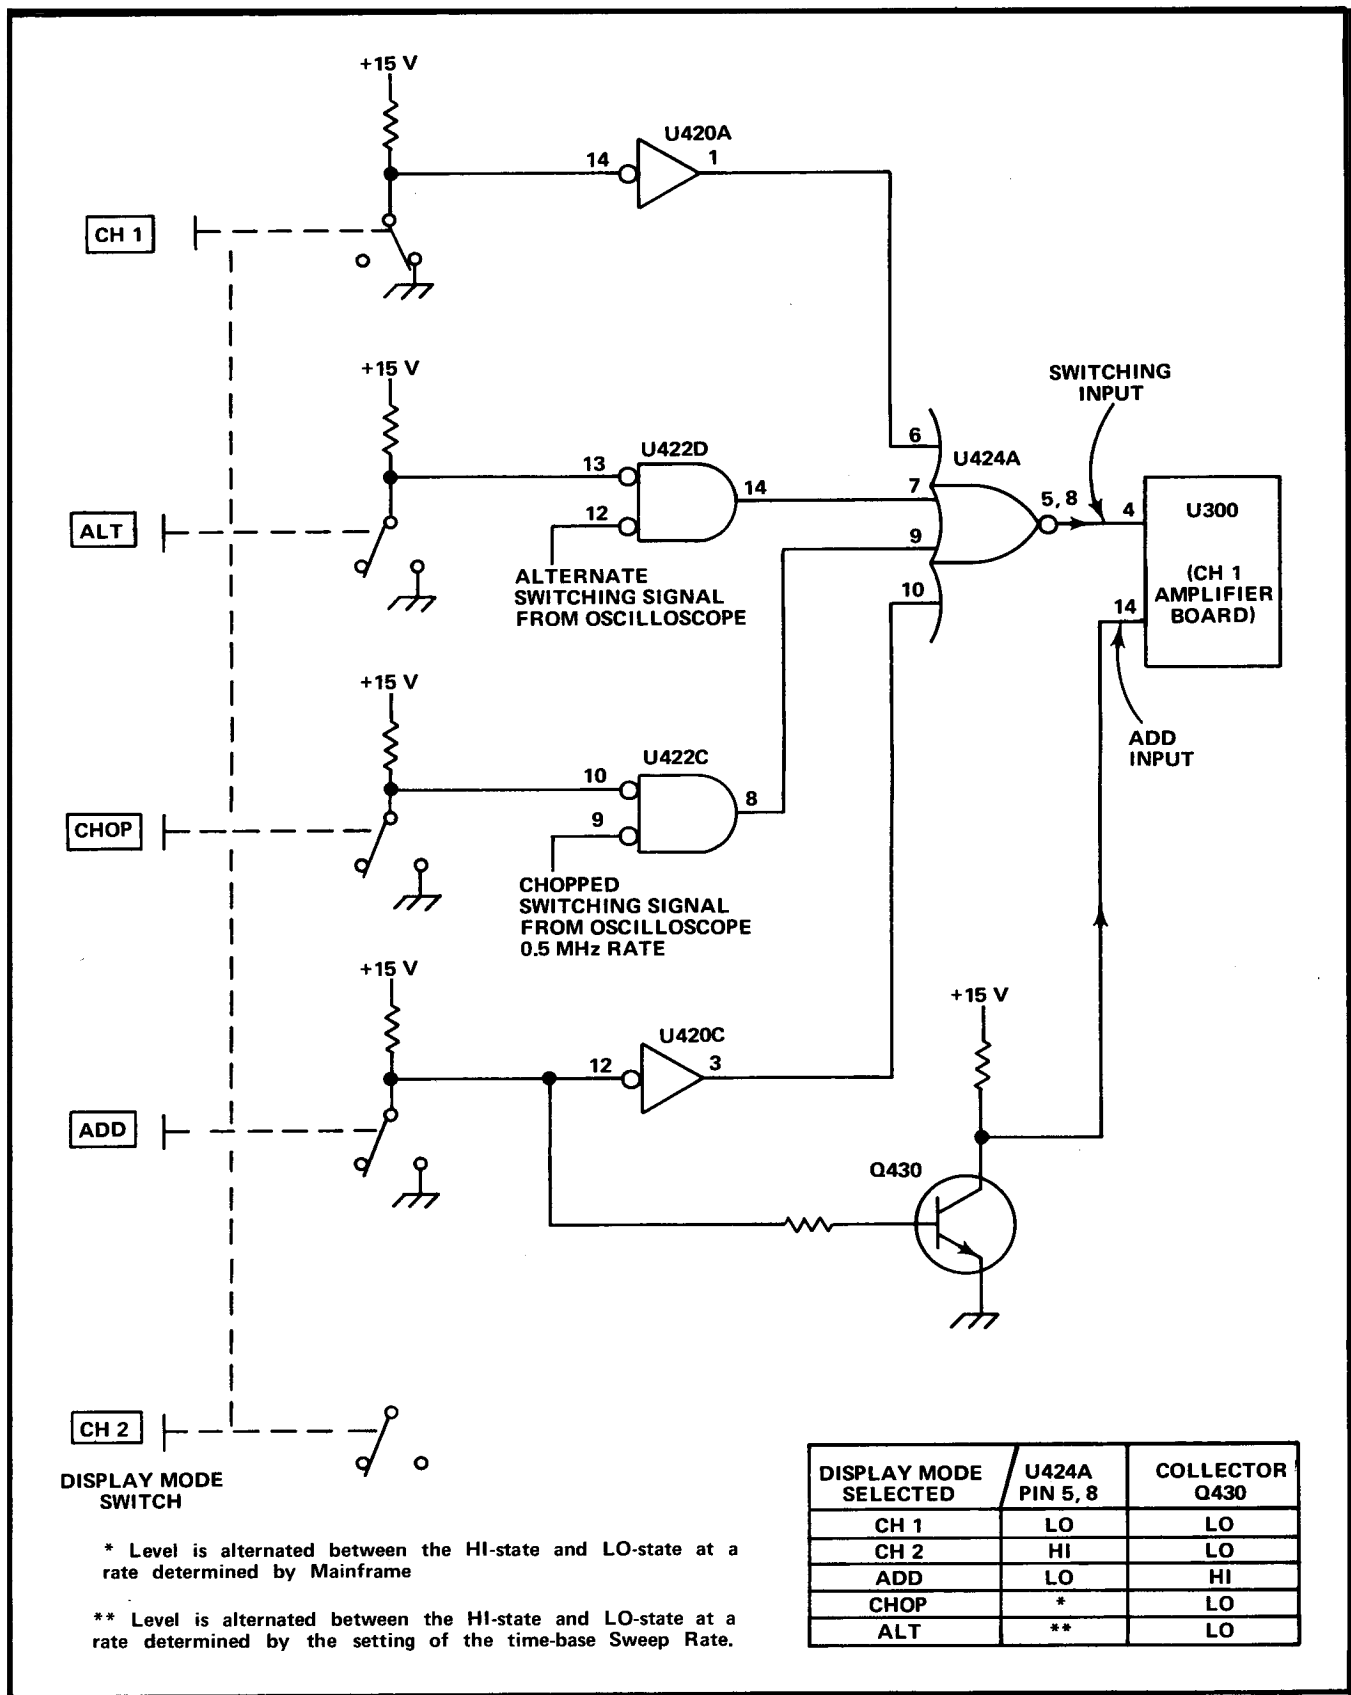 +15 V
U420A
14
1
CH 1
+15 V
SWITCHING
INPUT
6
U424A
U422D
13
14
7
5, 8
4
U300
ALT
12
9
ALTERNATE
SWITCHING SIGNAL
FROM OSCILLOSCOPE
10
(CH 1
AMPLIFIER
BOARD)
14
+15 V
ADD
INPUT
U422C
10
8
CHOP
9
CHOPPED
SWITCHING SIGNAL
FROM OSCILLOSCOPE
0.5 MHz RATE
+15 V
+15 V
U420C
12
3
ADD
Q430
CH 2
DISPLAY MODE
SWITCH
* Level is alternated between the HI-state and LO-state at a
rate determined by Mainframe
** Level is alternated between the HI-state and LO-state at a
rate determined by the setting of the time-base Sweep Rate.
DISPLAY MODE SELECTED U424A PIN 5, 8 COLLECTOR Q430
CH 1 LO LO
CH 2 HI LO
ADD LO HI
CHOP * LO
ALT ** LO